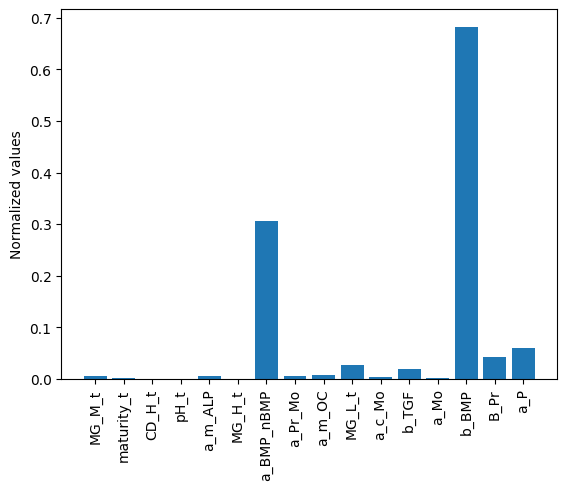 0.7
0.6
0.5
0.4
0.3
0.2
0.1
0.0
Normalized values
MG_M_t
maturity_t
CD_H_t
pH_t
a_m_ALP
MG_H_t
a_BMP_nBMP
a_Pr_Mo
a_m_OC
MG_L_t
a_c_Mo
b_TGF
a_Mo
b_BMP
B_Pr
a_P